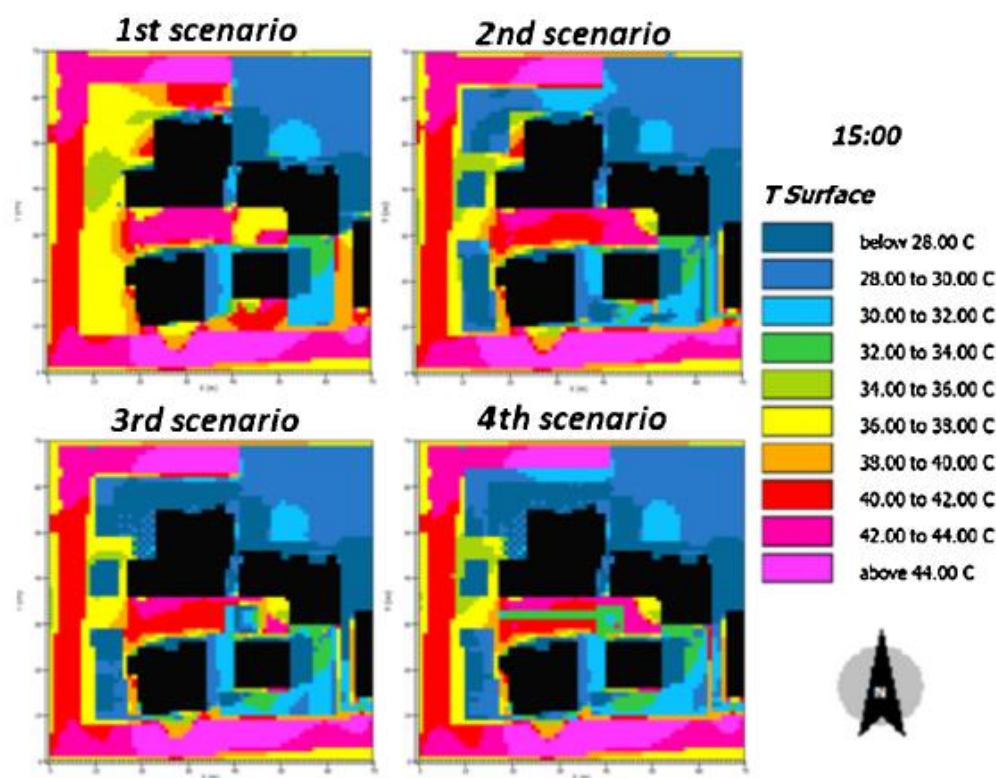 1st scenario
2nd scenario
15:00
T Surface
below 28.00 C
28.00 to 30.00 C
30.00 to 32.00 C
32.00 to 34.00 C
34.00 to 36.00 C
36.00 to 38.00 C
38.00 to 40.00 C
40.00 to 42.00 C
42.00 to 44.00 C
above 44.00 C
3rd scenario
4th scenario
N